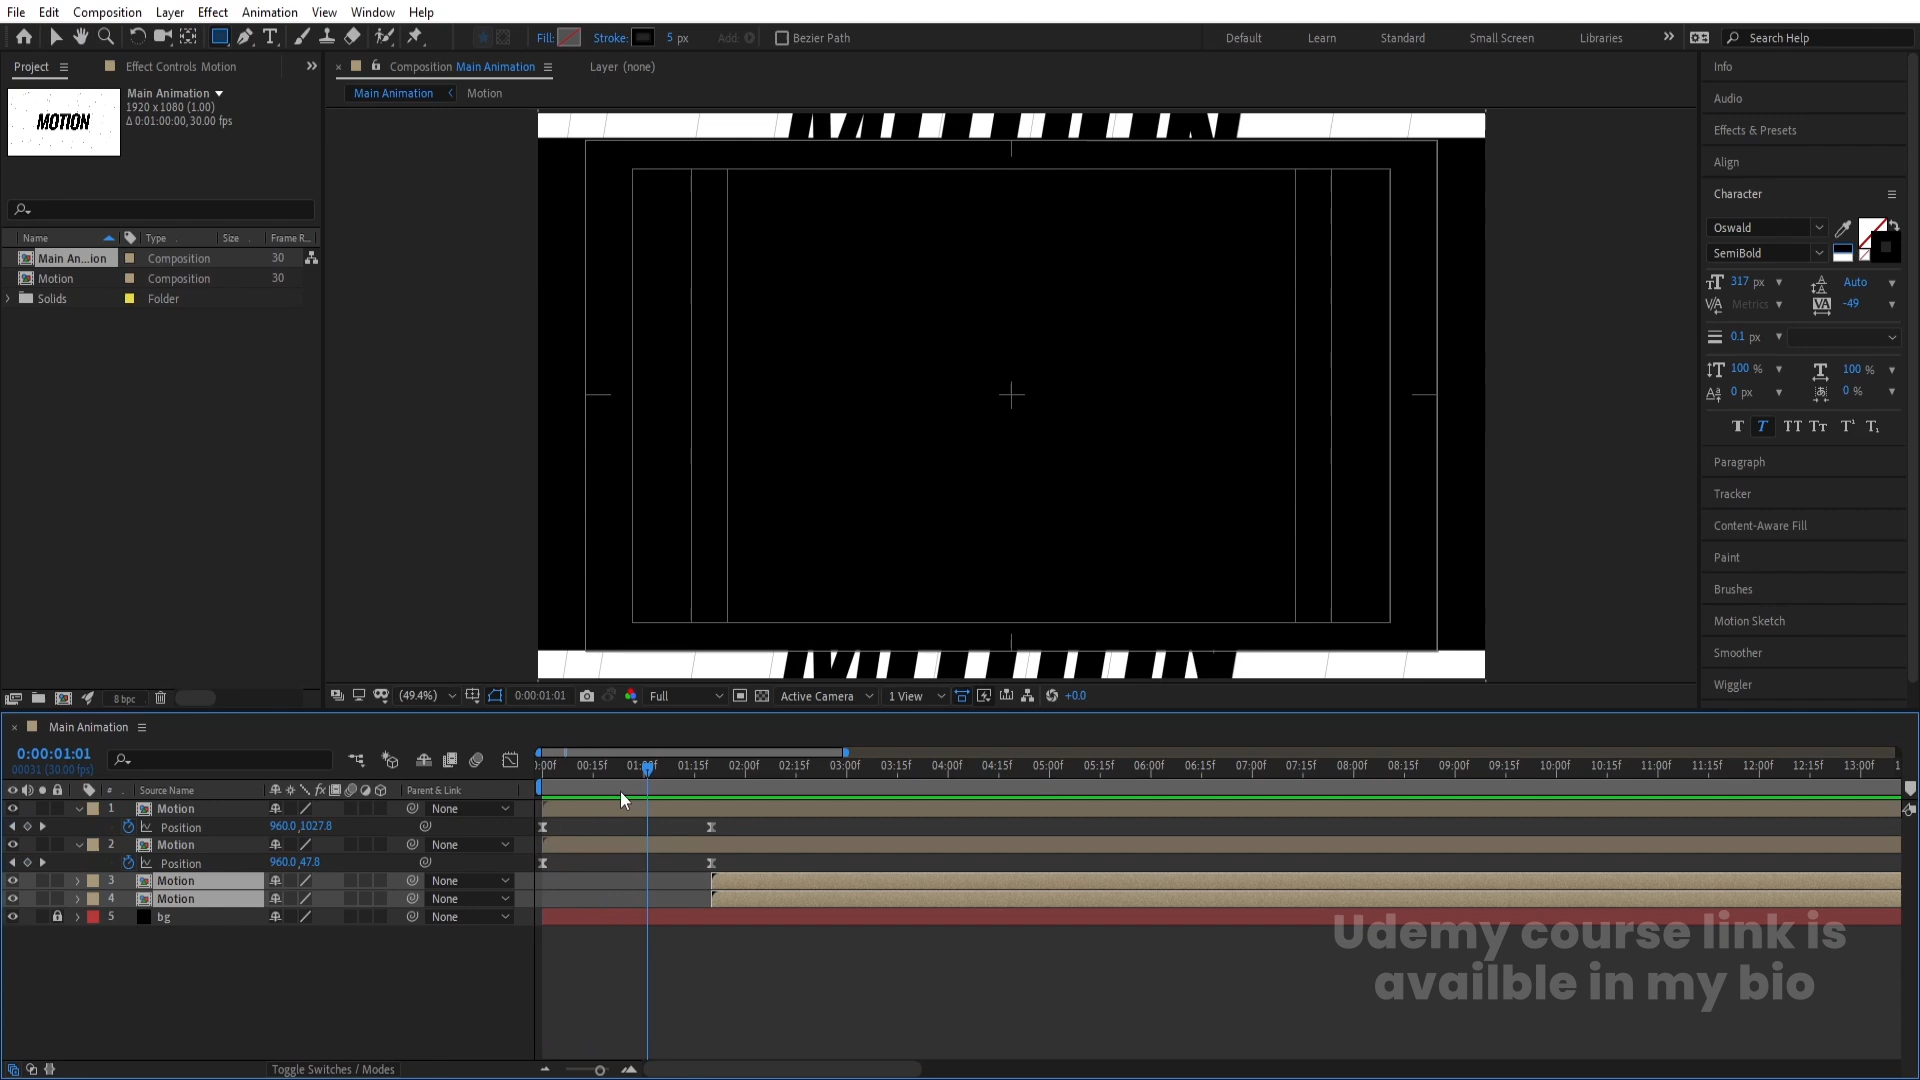 File Edit Composition Layer Effect Animation View Window Help
Fill: Stroke: 5 px Add: Bezier Path Default Learn Standard Small Screen Libraries Search Help
Project Effect Controls Motion Composition Main Animation Layer (none) Info
Main Animation
1920 x 1080 (1.00)
Δ 0:01:00:00, 30.00 fps
MOTION
Main Animation Motion
Audio
Effects & Presets
Align
Character
Oswald
SemiBold
317 px Auto
Metrics -49
0.1 px
100 % 100 %
0 px 0 %
T T TT Tt T¹ T₁
Paragraph
Tracker
Content-Aware Fill
Paint
Brushes
Motion Sketch
Smoother
Wiggler
Name Type Size Frame R...
Main An...ion Composition 30
Motion Composition 30
Solids Folder
8 bpc
(49.4%) 0:00:01:01 Full Active Camera 1 View +0.0
Main Animation
0:00:01:01
00031 (30.00 fps)
):00f 00:15f 01:00f 01:15f 02:00f 02:15f 03:00f 03:15f 04:00f 04:15f 05:00f 05:15f 06:00f 06:15f 07:00f 07:15f 08:00f 08:15f 09:00f 09:15f 10:00f 10:15f 11:00f 11:15f 12:00f 12:15f 13:00f 1
# Source Name fx Parent & Link
1 Motion None
Position 960.0,1027.8
2 Motion None
Position 960.0,47.8
3 Motion None
4 Motion None
5 bg None
Udemy course link is
availble in my bio
Toggle Switches / Modes